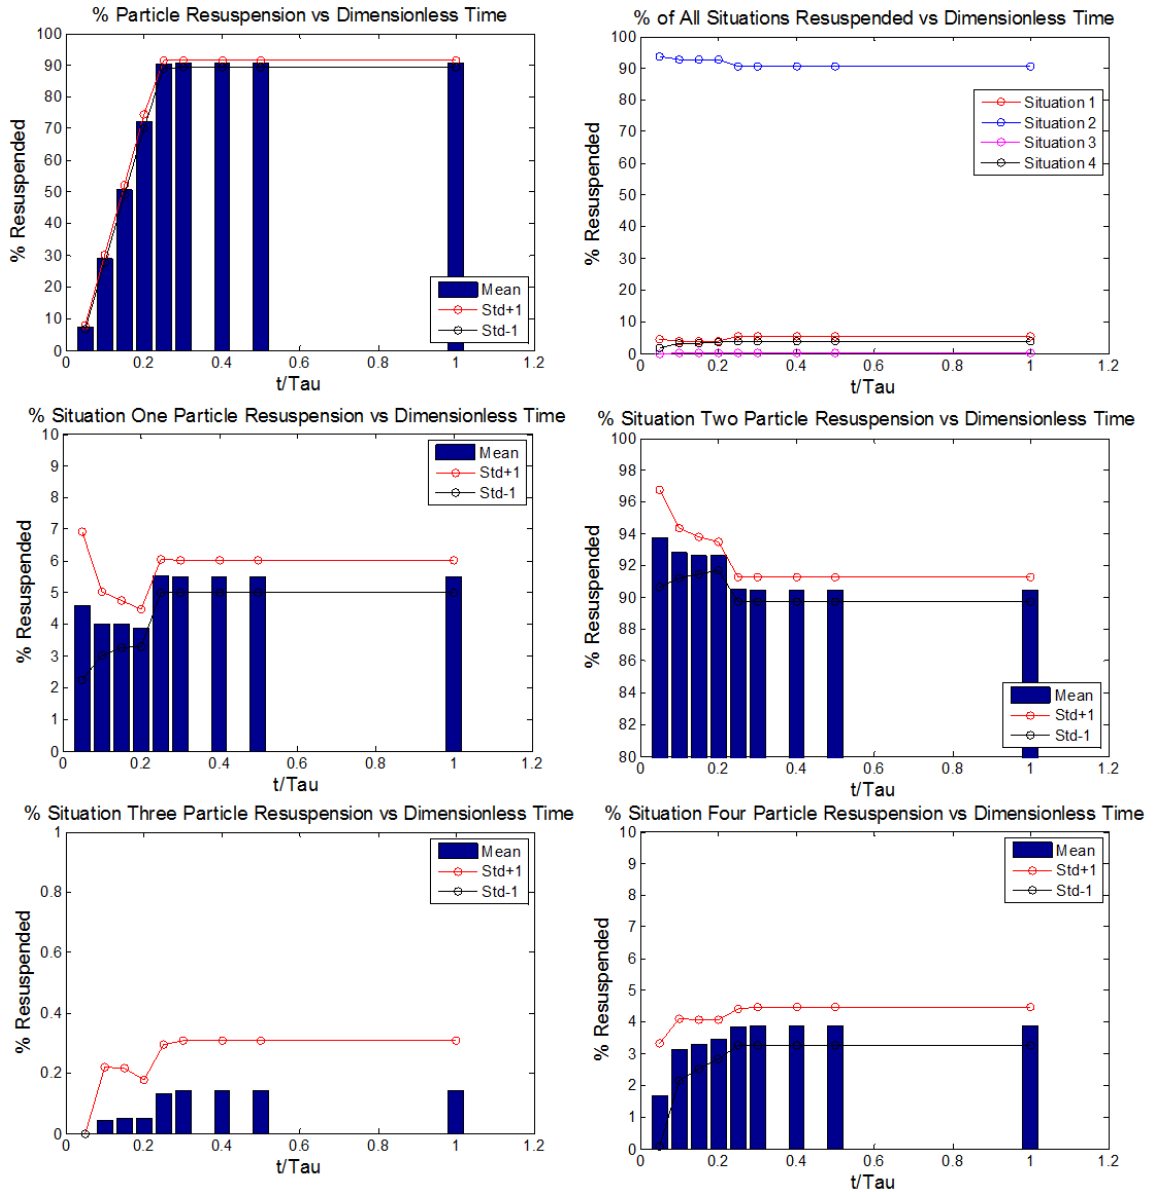 % Particle Resuspension vs Dimensionless Time
100
90
80
70
60
50
40
30
20
10
0
% Resuspended
Mean
Std+1
Std-1
0
0.2
0.4
0.6
0.8
1
1.2
t/Tau
% of All Situations Resuspended vs Dimensionless Time
100
90
80
70
60
50
40
30
20
10
0
% Resuspended
Situation 1
Situation 2
Situation 3
Situation 4
0
0.2
0.4
0.6
0.8
1
1.2
t/Tau
% Situation One Particle Resuspension vs Dimensionless Time
10
9
8
7
6
5
4
3
2
1
0
% Resuspended
Mean
Std+1
Std-1
0
0.2
0.4
0.6
0.8
1
1.2
t/Tau
% Situation Two Particle Resuspension vs Dimensionless Time
100
98
96
94
92
90
88
86
84
82
80
% Resuspended
Mean
Std+1
Std-1
0
0.2
0.4
0.6
0.8
1
1.2
t/Tau
% Situation Three Particle Resuspension vs Dimensionless Time
1
0.8
0.6
0.4
0.2
0
% Resuspended
Mean
Std+1
Std-1
0
0.2
0.4
0.6
0.8
1
1.2
t/Tau
% Situation Four Particle Resuspension vs Dimensionless Time
10
9
8
7
6
5
4
3
2
1
0
% Resuspended
Mean
Std+1
Std-1
0
0.2
0.4
0.6
0.8
1
1.2
t/Tau